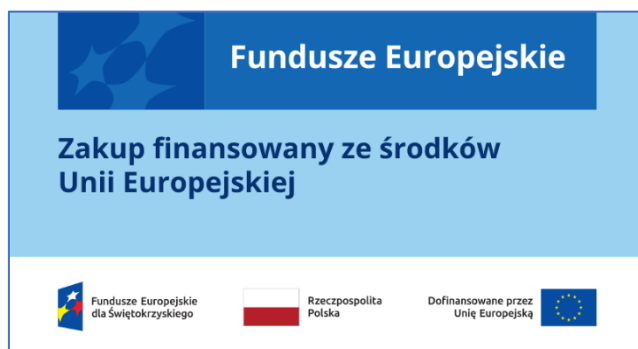 Fundusze Europejskie
Zakup finansowany ze środków
Unii Europejskiej
Fundusze Europejskie
dla Świętokrzyskiego
Rzeczpospolita
Polska
Dofinansowane przez
Unię Europejską